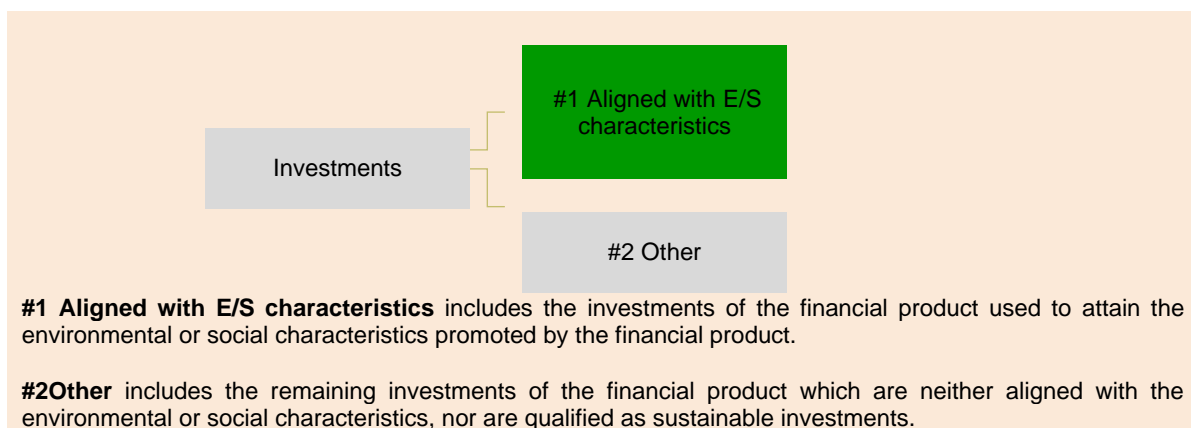 #1 Aligned with E/S
characteristics
Investments
#2 Other
#1 Aligned with E/S characteristics includes the investments of the financial product used to attain the
environmental or social characteristics promoted by the financial product.
#2Other includes the remaining investments of the financial product which are neither aligned with the
environmental or social characteristics, nor are qualified as sustainable investments.